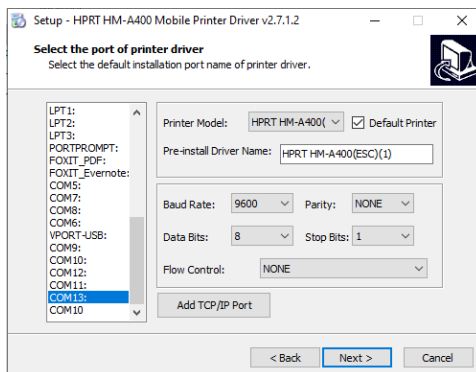 Setup - HPRT HM-A400 Mobile Printer Driver v2.7.1.2
Select the port of printer driver
Select the default installation port name of printer driver.
LPT1:
LPT2:
LPT3:
PORTPROMPT:
FOXIT_PDF:
FOXIT_Evernote:
COM5:
COM7:
COM8:
COM6:
VPORT-USB:
COM9:
COM10:
COM12:
COM11:
COM13:
COM10
Printer Model: HPRT HM-A400( Default Printer
Pre-install Driver Name: HPRT HM-A400(ESC)(1)
Baud Rate: 9600 Parity: NONE
Data Bits: 8 Stop Bits: 1
Flow Control: NONE
Add TCP/IP Port
< Back Next > Cancel